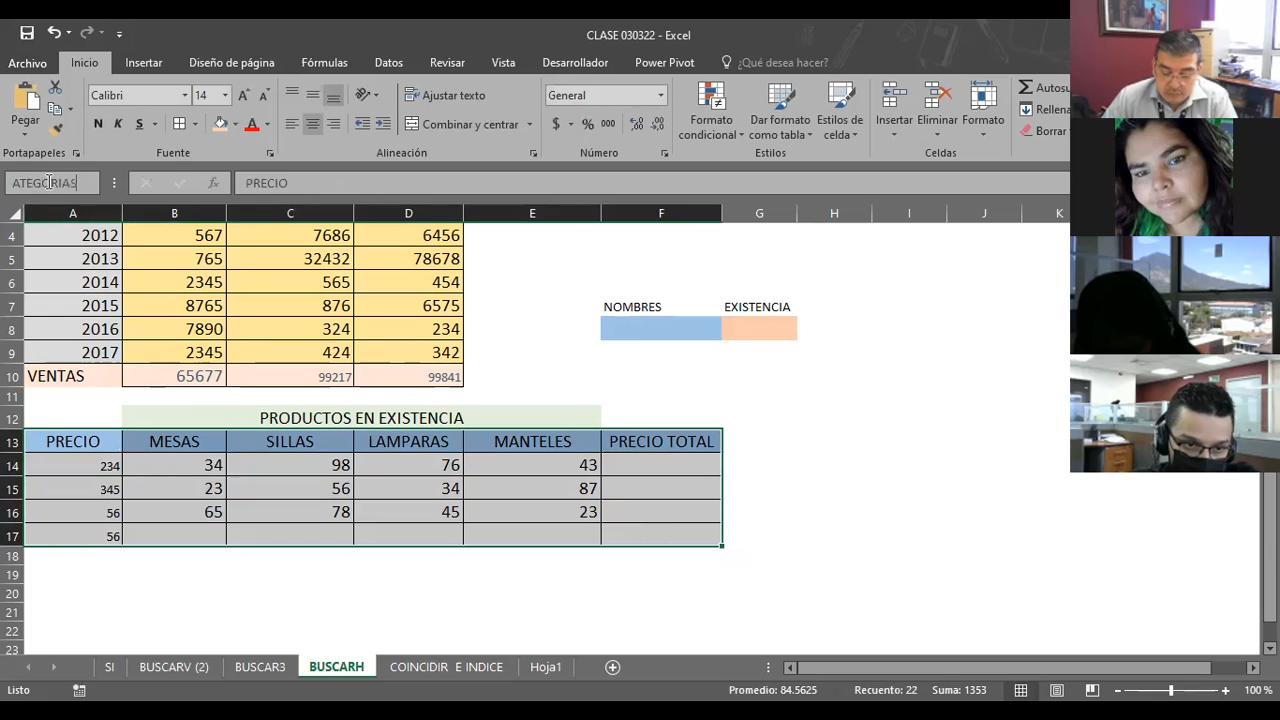 CLASE 030322 - Excel
Archivo Inicio Insertar Diseño de página Fórmulas Datos Revisar Vista Desarrollador Power Pivot ¿Qué desea hacer?
Pegar
Calibri 14 A A
N K S A
Ajustar texto
Combinar y centrar
General
$ % 000
Formato condicional
Dar formato como tabla
Estilos de celda
Insertar Eliminar Formato
Autosu
Rellena
Borrar
Portapapeles Fuente Alineación Número Estilos Celdas
ATEGORIAS fx PRECIO
A B C D E F G H I J K
4 2012 567 7686 6456
5 2013 765 32432 78678
6 2014 2345 565 454
7 2015 8765 876 6575 NOMBRES EXISTENCIA
8 2016 7890 324 234
9 2017 2345 424 342
10 VENTAS 65677 99217 99841
11
12 PRODUCTOS EN EXISTENCIA
13 PRECIO MESAS SILLAS LAMPARAS MANTELES PRECIO TOTAL
14 234 34 98 76 43
15 345 23 56 34 87
16 56 65 78 45 23
17 56
18
19
20
21
22
23
SI BUSCARV (2) BUSCAR3 BUSCARH COINCIDIR E INDICE Hoja1
Listo Promedio: 84.5625 Recuento: 22 Suma: 1353 100 %